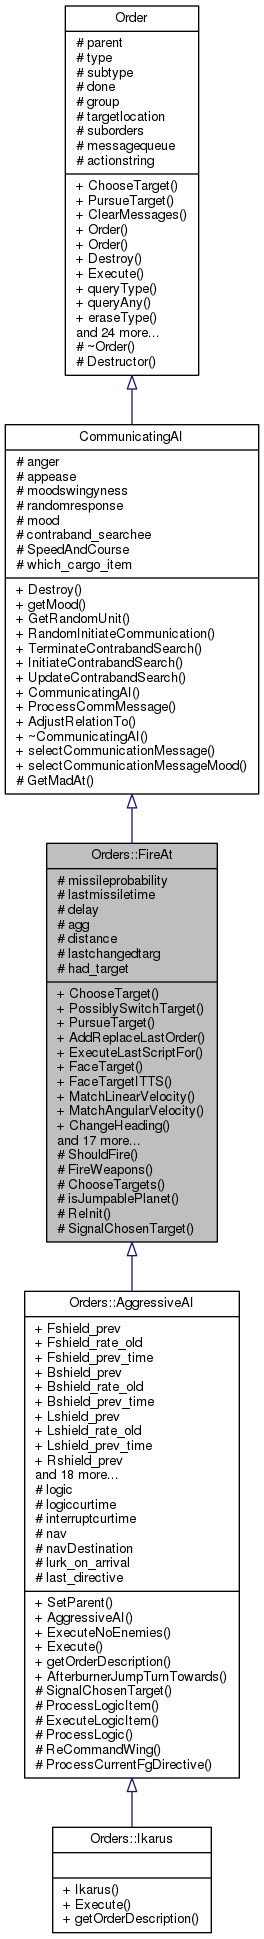 Order
# parent
# type
# subtype
# done
# group
# targetlocation
# suborders
# messagequeue
# actionstring
+ ChooseTarget()
+ PursueTarget()
+ ClearMessages()
+ Order()
+ Order()
+ Destroy()
+ Execute()
+ queryType()
+ queryAny()
+ eraseType()
and 24 more...
# ~Order()
# Destructor()
CommunicatingAI
# anger
# appease
# moodswingyness
# randomresponse
# mood
# contraband_searchee
# SpeedAndCourse
# which_cargo_item
+ Destroy()
+ getMood()
+ GetRandomUnit()
+ RandomInitiateCommunication()
+ TerminateContrabandSearch()
+ InitiateContrabandSearch()
+ UpdateContrabandSearch()
+ CommunicatingAI()
+ ProcessCommMessage()
+ AdjustRelationTo()
+ ~CommunicatingAI()
+ selectCommunicationMessage()
+ selectCommunicationMessageMood()
# GetMadAt()
Orders::FireAt
# missileprobability
# lastmissiletime
# delay
# agg
# distance
# lastchangedtarg
# had_target
+ ChooseTarget()
+ PossiblySwitchTarget()
+ PursueTarget()
+ AddReplaceLastOrder()
+ ExecuteLastScriptFor()
+ FaceTarget()
+ FaceTargetITTS()
+ MatchLinearVelocity()
+ MatchAngularVelocity()
+ ChangeHeading()
and 17 more...
# ShouldFire()
# FireWeapons()
# ChooseTargets()
# isJumpablePlanet()
# ReInit()
# SignalChosenTarget()
Orders::AggressiveAI
+ Fshield_prev
+ Fshield_rate_old
+ Fshield_prev_time
+ Bshield_prev
+ Bshield_rate_old
+ Bshield_prev_time
+ Lshield_prev
+ Lshield_rate_old
+ Lshield_prev_time
+ Rshield_prev
and 18 more...
# logic
# logiccurtime
# interruptcurtime
# nav
# navDestination
# lurk_on_arrival
# last_directive
+ SetParent()
+ AggressiveAI()
+ ExecuteNoEnemies()
+ Execute()
+ getOrderDescription()
+ AfterburnerJumpTurnTowards()
# SignalChosenTarget()
# ProcessLogicItem()
# ExecuteLogicItem()
# ProcessLogic()
# ReCommandWing()
# ProcessCurrentFgDirective()
Orders::Ikarus
+ Ikarus()
+ Execute()
+ getOrderDescription()